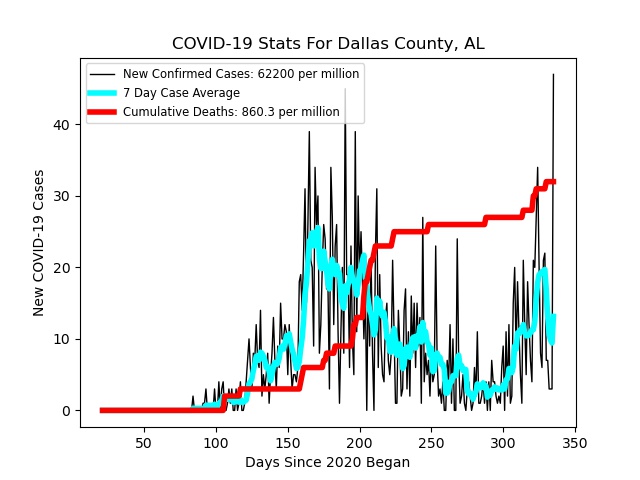 COVID-19 Stats For Dallas County, AL
New Confirmed Cases: 62200 per million
7 Day Case Average
Cumulative Deaths: 860.3 per million
New COVID-19 Cases
40
30
20
10
0
50 100 150 200 250 300 350
Days Since 2020 Began